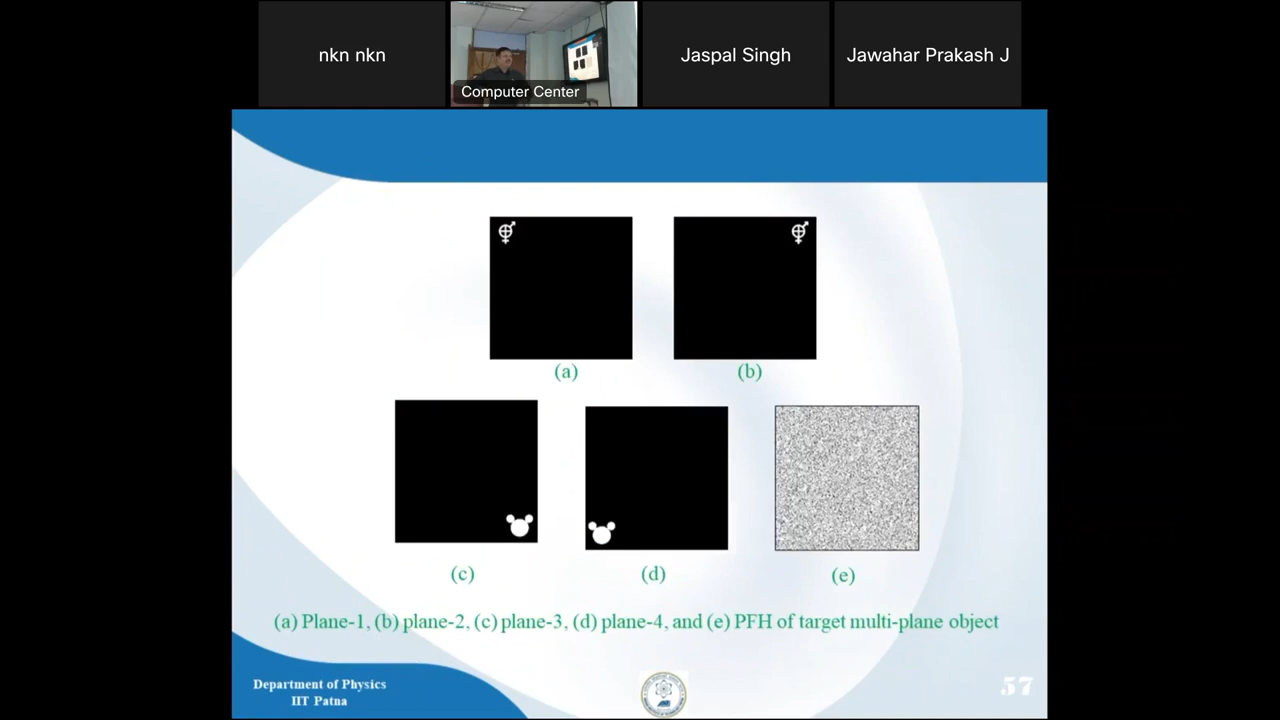 nkn nkn
Computer Center
Jaspal Singh
Jawahar Prakash J
(a)
(b)
(c)
(d)
(e)
(a) Plane-1, (b) plane-2, (c) plane-3, (d) plane-4, and (e) PFH of target multi-plane object
Department of Physics
IIT Patna
57